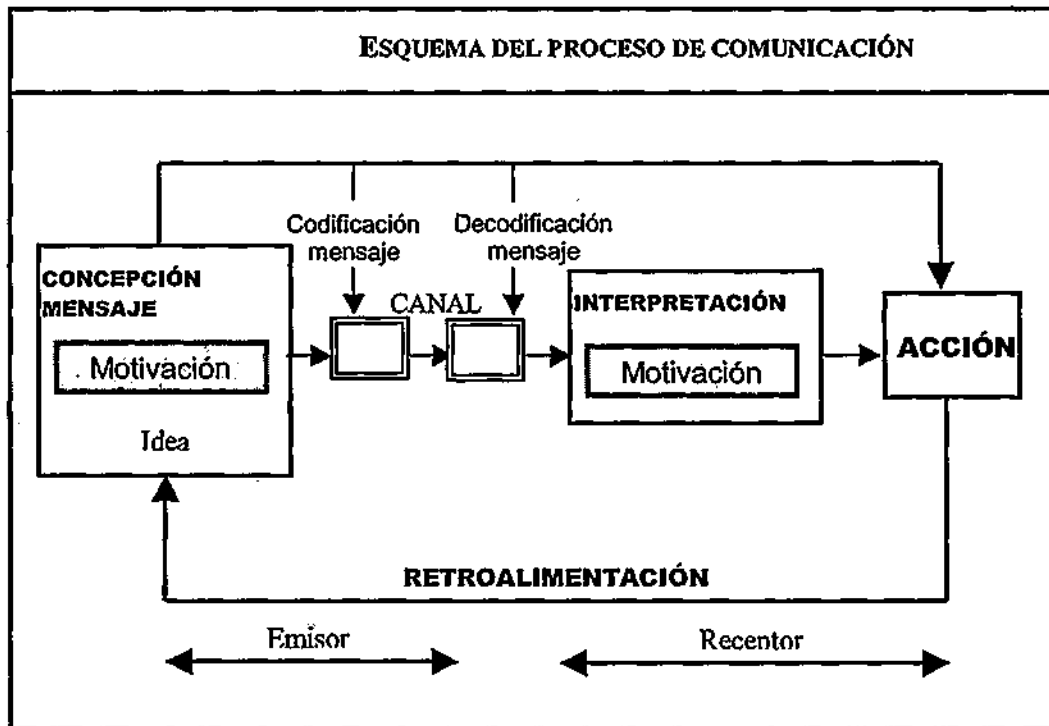 ESQUEMA DEL PROCESO DE COMUNICACIÓN
Codificación
mensaje
Decodificación
mensaje
CONCEPCIÓN
MENSAJE
Motivación
Idea
CANAL
INTERPRETACIÓN
Motivación
ACCIÓN
RETROALIMENTACIÓN
Emisor
Recentor